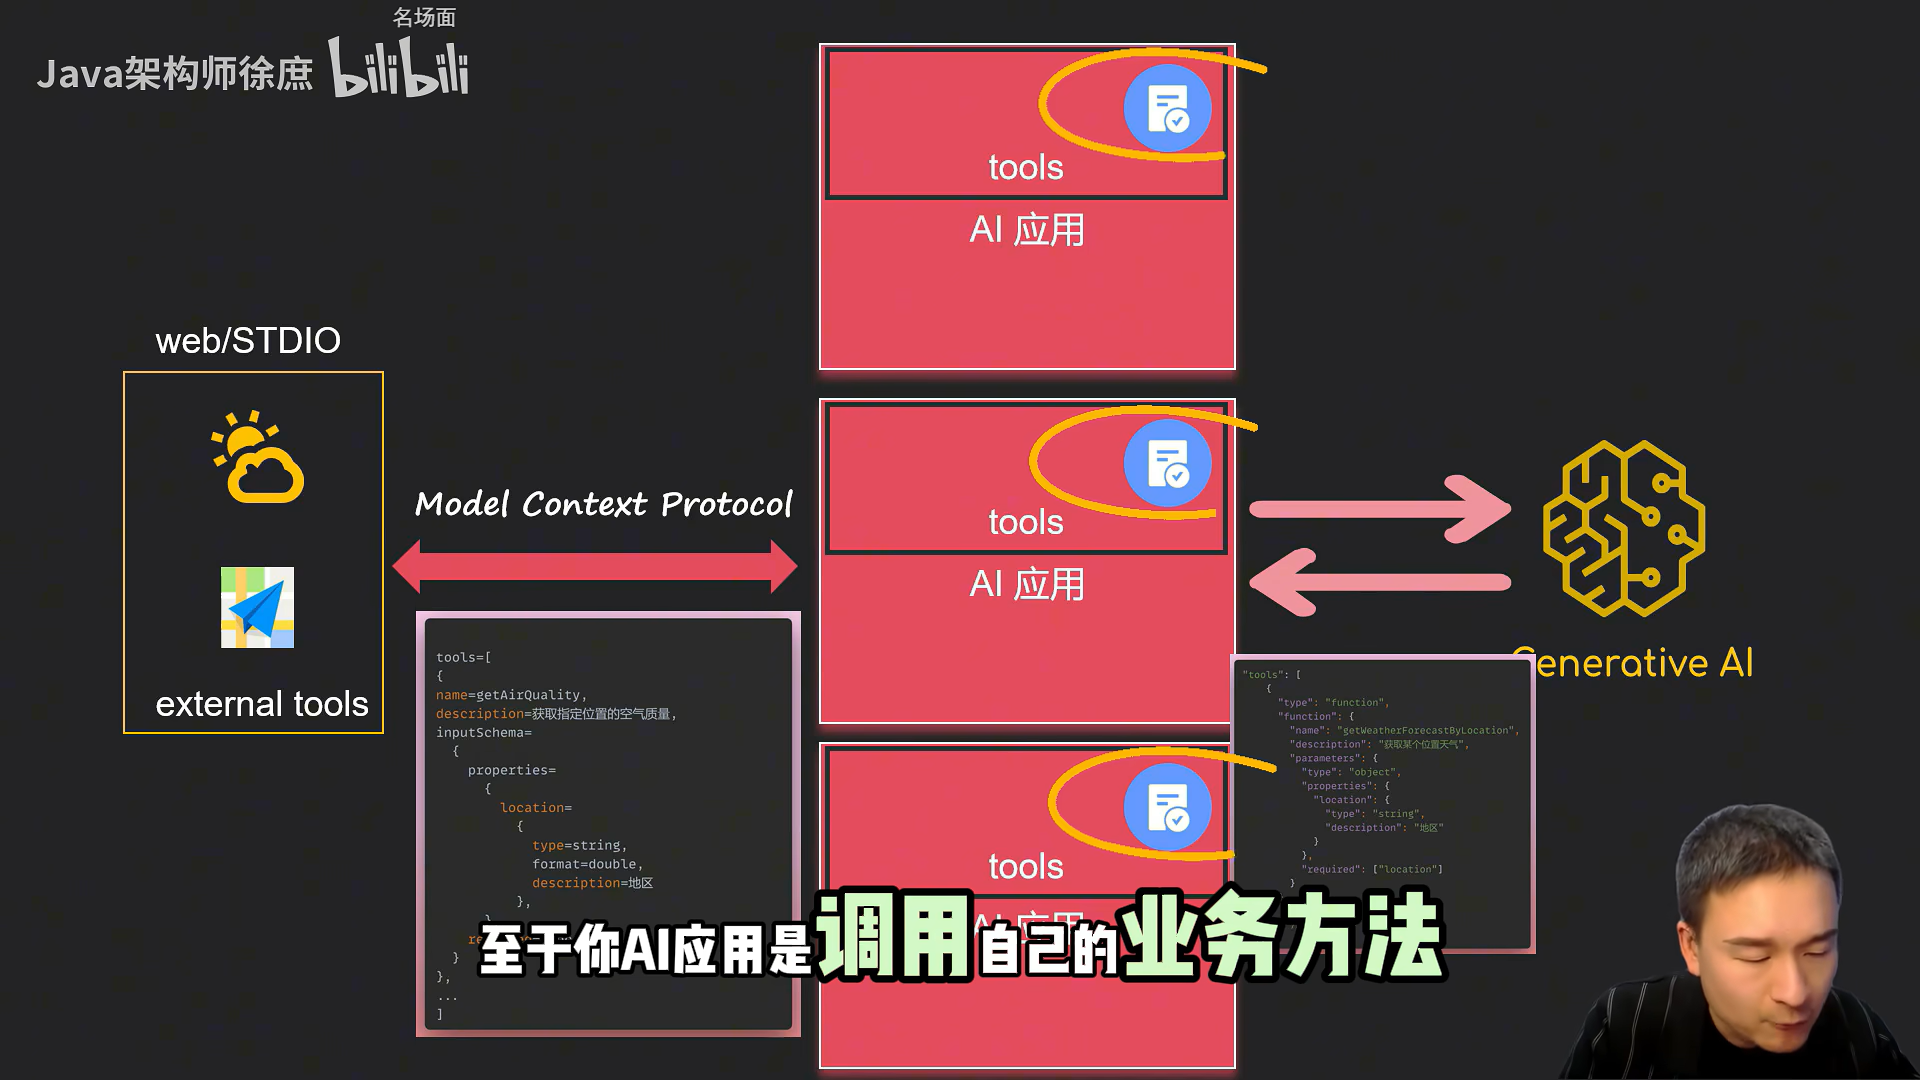 名场面
Java架构师徐庶 bilibili
tools
AI 应用
web/STDIO
external tools
Model Context Protocol
tools
AI 应用
Generative AI
tools=[
{
name=getAirQuality,
description=获取指定位置的空气质量,
inputSchema=
{
properties=
{
location=
{
type=string,
format=double,
description=地区
},
}
}
},
...
]
"tools": [
{
"type": "function",
"function": {
"name": "getWeatherForecastByLocation",
"description": "获取某个位置天气",
"parameters": {
"type": "object",
"properties": {
"location": {
"type": "string",
"description": "地区"
}
},
"required": ["location"]
}
tools
AI 应用
至于你AI应用是调用自己的业务方法